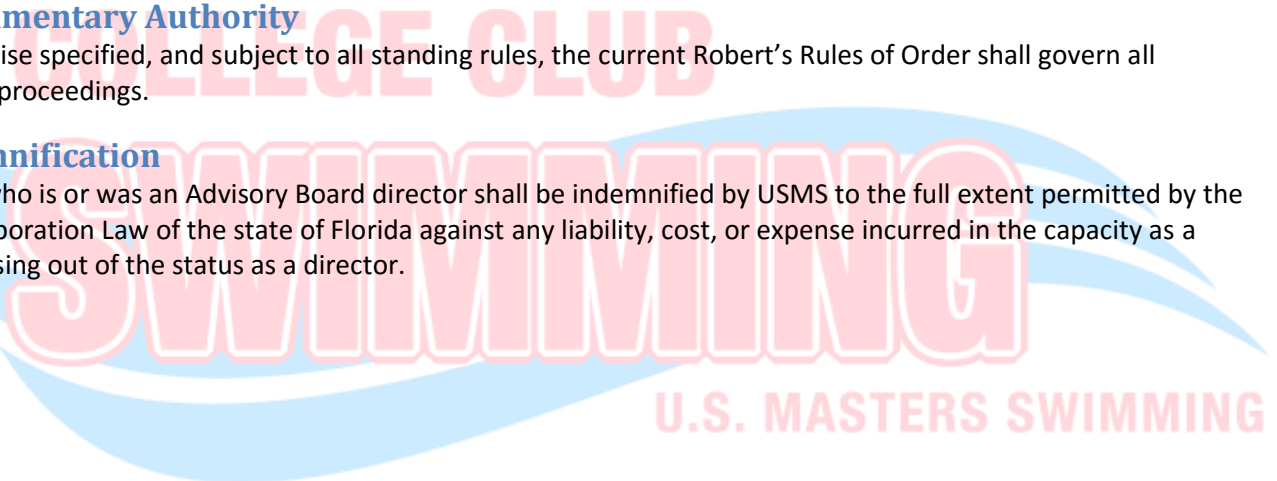 mentary Authority
COLLEGE CLUB
ise specified, and subject to all standing rules, the current Robert’s Rules of Order shall govern all
proceedings.
nnification
SWIMMING
who is or was an Advisory Board director shall be indemnified by USMS to the full extent permitted by the
poration Law of the state of Florida against any liability, cost, or expense incurred in the capacity as a
sing out of the status as a director.
U.S. MASTERS SWIMMING